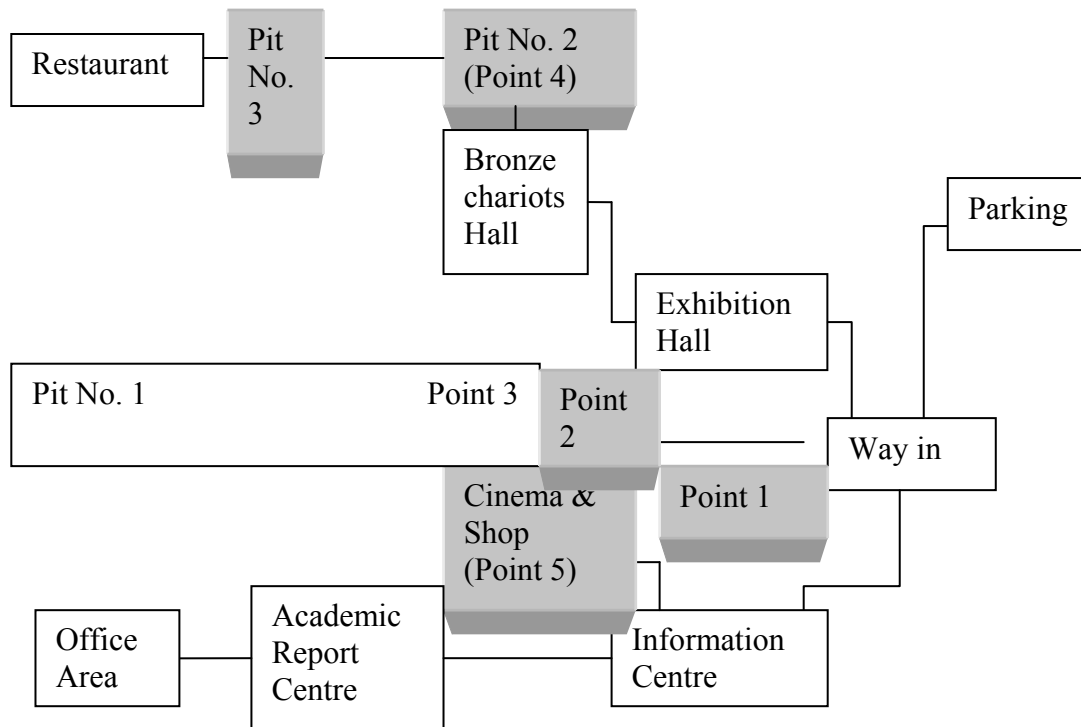 Restaurant
Pit
No.
3
Pit No. 2
(Point 4)
Bronze
chariots
Hall
Parking
Exhibition
Hall
Pit No. 1
Point 3
Point
2
Way in
Cinema &
Shop
(Point 5)
Point 1
Office
Area
Academic
Report
Centre
Information
Centre